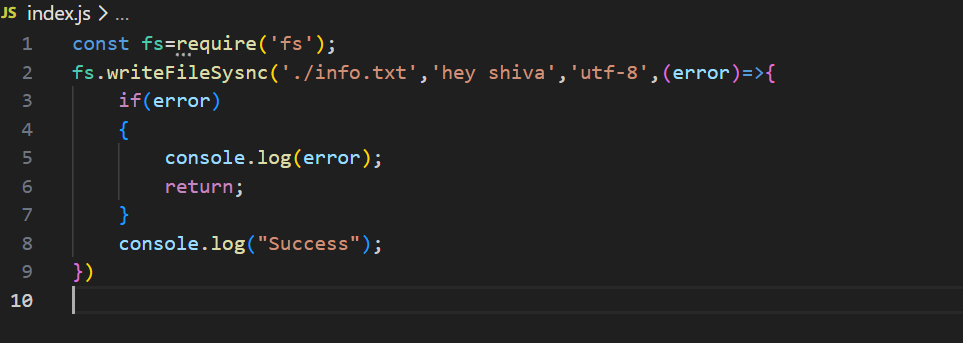 JS index.js > ...
1 const fs=require('fs');
2 fs.writeFileSysnc('./info.txt','hey shiva','utf-8',(error)=>{
3 if(error)
4 {
5 console.log(error);
6 return;
7 }
8 console.log("Success");
9 })
10